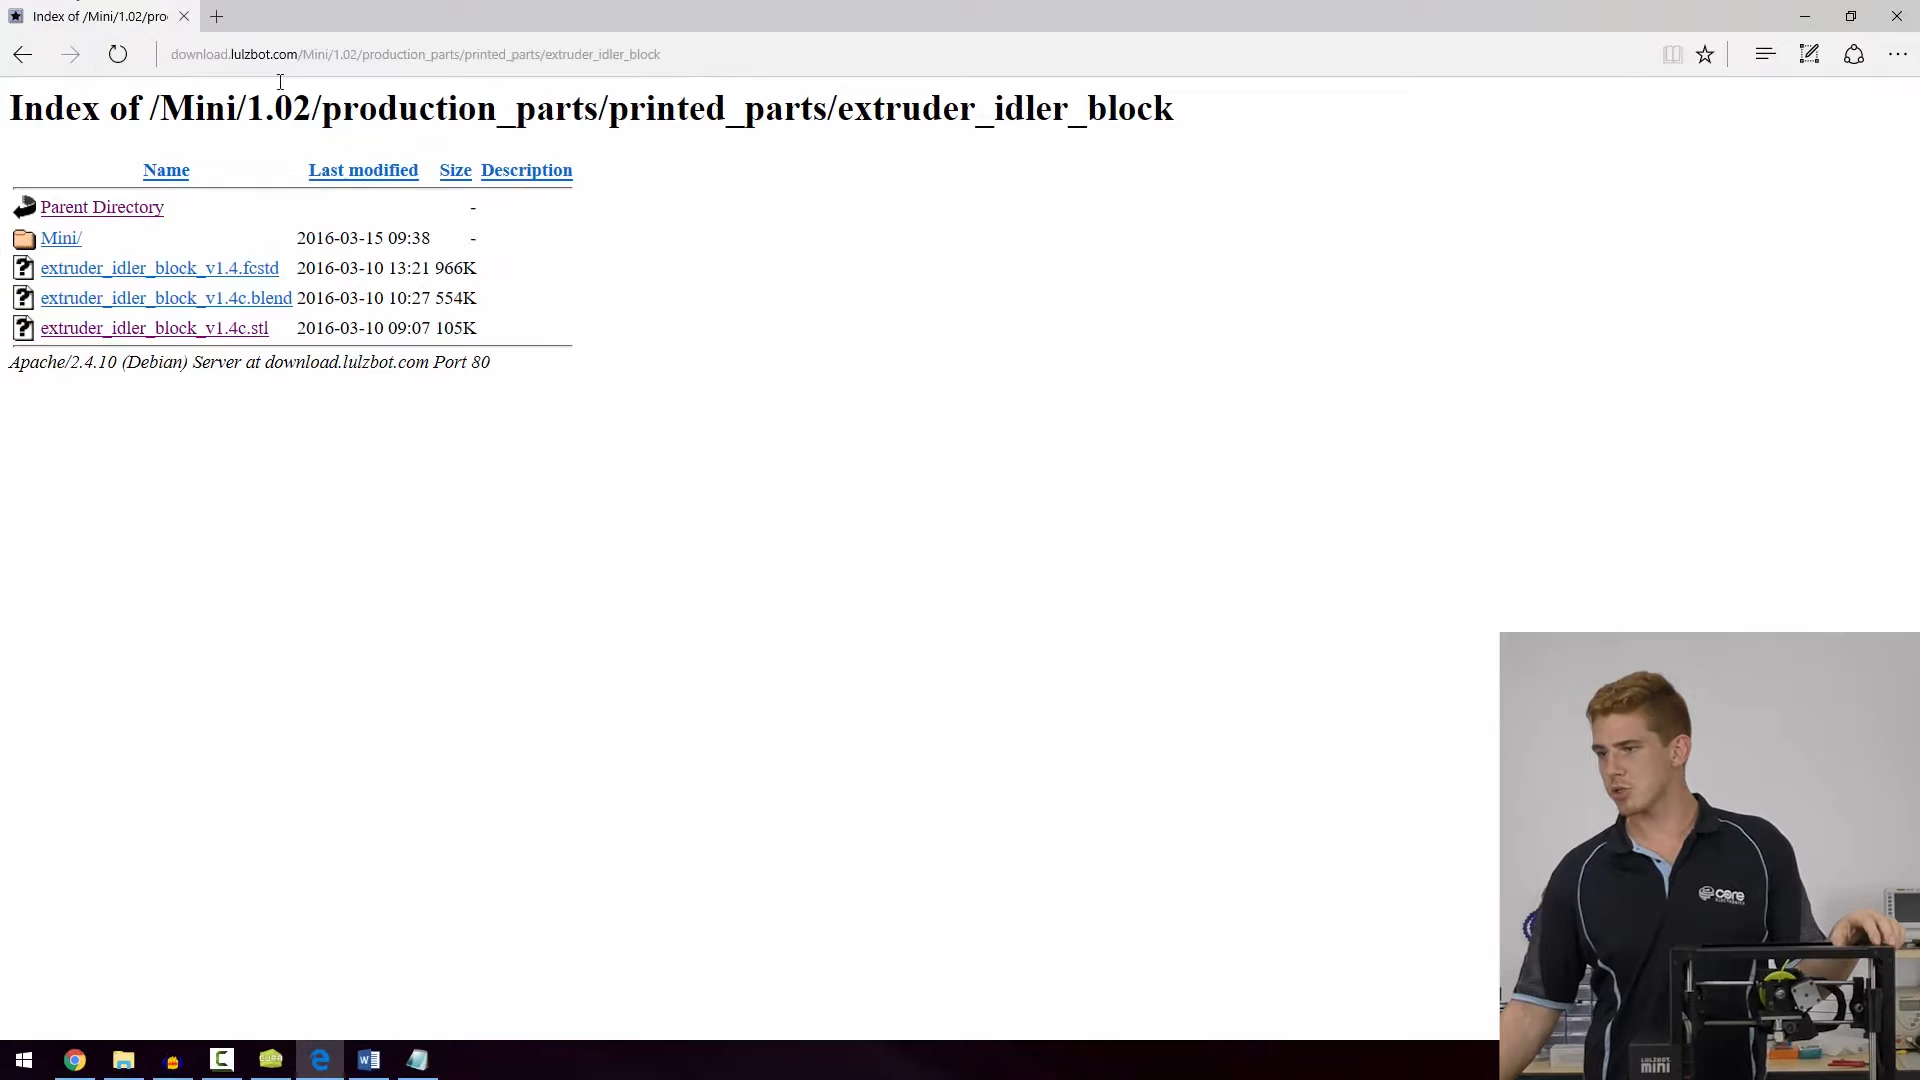 Index of /Mini/1.02/pro
download.lulzbot.com/Mini/1.02/production_parts/printed_parts/extruder_idler_block
Index of /Mini/1.02/production_parts/printed_parts/extruder_idler_block
Name Last modified Size Description
Parent Directory -
Mini/ 2016-03-15 09:38 -
extruder_idler_block_v1.4.fcstd 2016-03-10 13:21 966K
extruder_idler_block_v1.4c.blend 2016-03-10 10:27 554K
extruder_idler_block_v1.4c.stl 2016-03-10 09:07 105K
Apache/2.4.10 (Debian) Server at download.lulzbot.com Port 80
core
ELECTRONICS
LULZBOT
mini
CURA